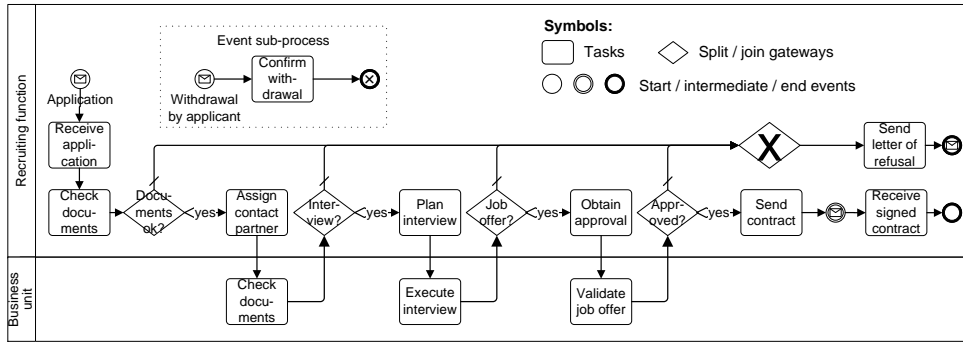 Recruiting function
Business
unit
Event sub-process
Confirm
with-
drawal
Withdrawal
by applicant
Symbols:
Tasks
Split / join gateways
Start / intermediate / end events
Application
Receive
appli-
cation
X
Send
letter of
refusal
Check
docu-
ments
Docu-
ments
ok?
yes
Assign
contact
partner
Inter-
view?
yes
Plan
interview
Job
offer?
yes
Obtain
approval
Ap-
proved?
yes
Send
contract
Receive
signed
contract
Check
docu-
ments
Execute
interview
Validate
job offer